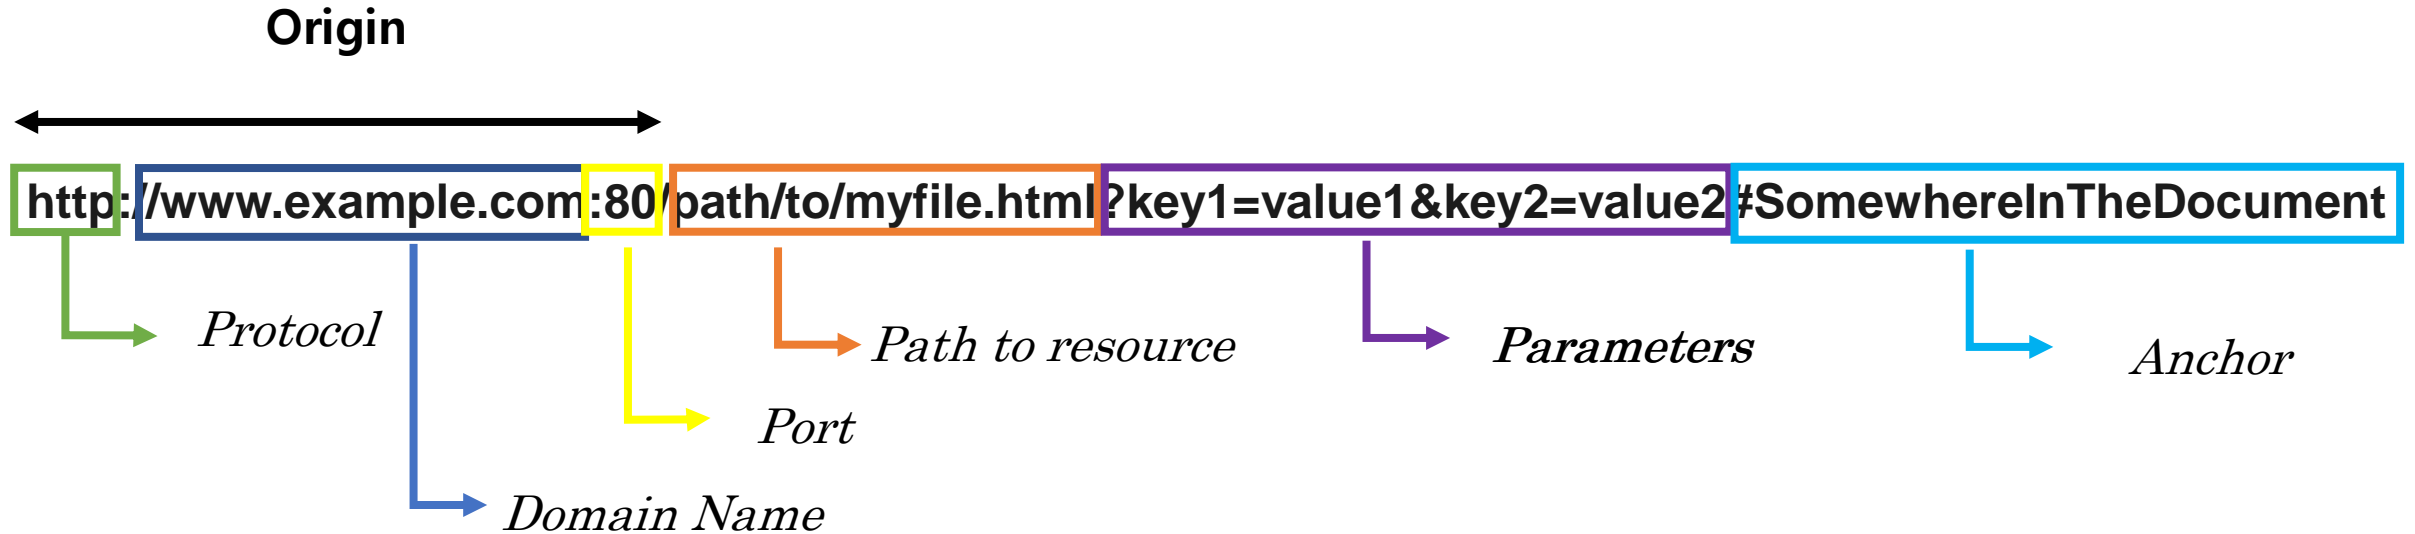 Origin
http://www.example.com:80/path/to/myfile.html?key1=value1&key2=value2#SomewhereInTheDocument
Protocol
Path to resource
Parameters
Anchor
Port
Domain Name